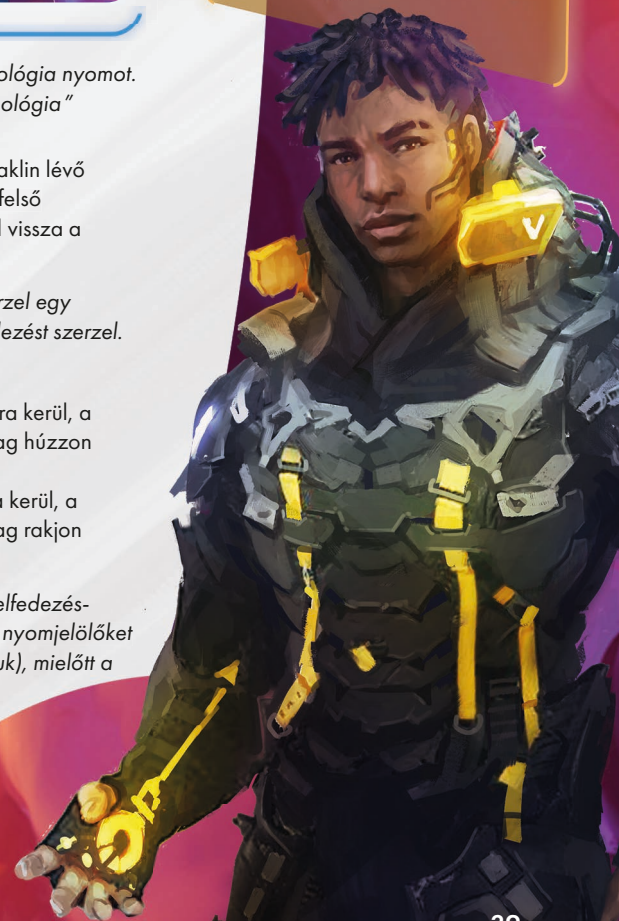 ológia nyomot.
ológia”
aklin lévő
felső
vissza a
rzel egy
lezést szerzel.
ra kerül, a
ag húzzon
a kerül, a
ag rakjon
elfedezés-
nyomjelölőket
uk), mielőtt a
V